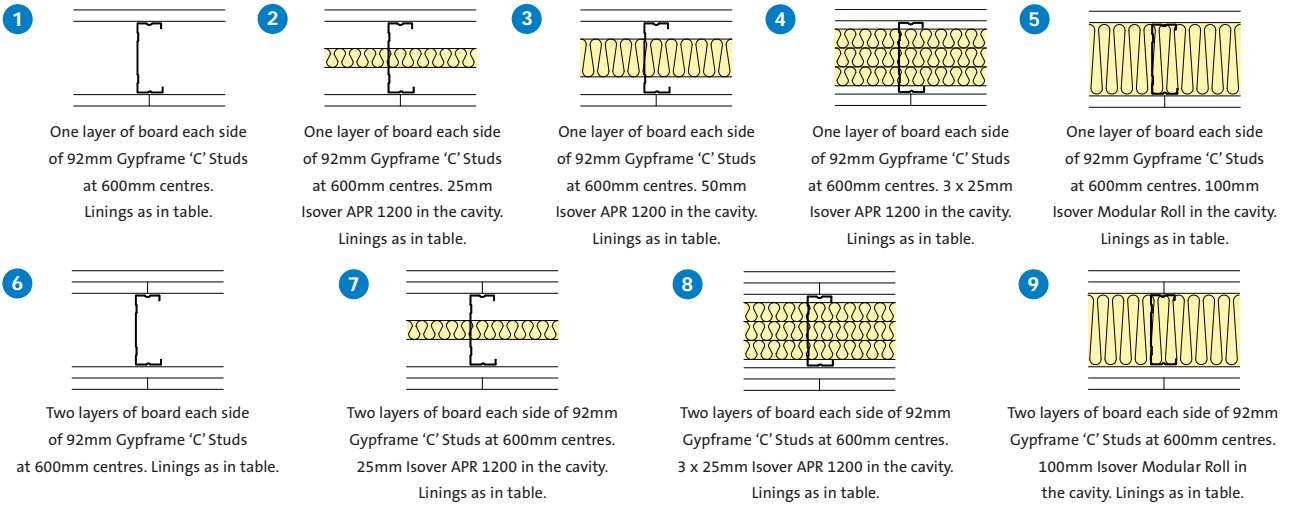 1
One layer of board each side
of 92mm Gypframe ‘C’ Studs
at 600mm centres.
Linings as in table.
2
One layer of board each side
of 92mm Gypframe ‘C’ Studs
at 600mm centres. 25mm
Isover APR 1200 in the cavity.
Linings as in table.
3
One layer of board each side
of 92mm Gypframe ‘C’ Studs
at 600mm centres. 50mm
Isover APR 1200 in the cavity.
Linings as in table.
4
One layer of board each side
of 92mm Gypframe ‘C’ Studs
at 600mm centres. 3 x 25mm
Isover APR 1200 in the cavity.
Linings as in table.
5
One layer of board each side
of 92mm Gypframe ‘C’ Studs
at 600mm centres. 100mm
Isover Modular Roll in the cavity.
Linings as in table.
6
Two layers of board each side
of 92mm Gypframe ‘C’ Studs
at 600mm centres. Linings as in table.
7
Two layers of board each side of 92mm
Gypframe ‘C’ Studs at 600mm centres.
25mm Isover APR 1200 in the cavity.
Linings as in table.
8
Two layers of board each side of 92mm
Gypframe ‘C’ Studs at 600mm centres.
3 x 25mm Isover APR 1200 in the cavity.
Linings as in table.
9
Two layers of board each side of 92mm
Gypframe ‘C’ Studs at 600mm centres.
100mm Isover Modular Roll in
the cavity. Linings as in table.